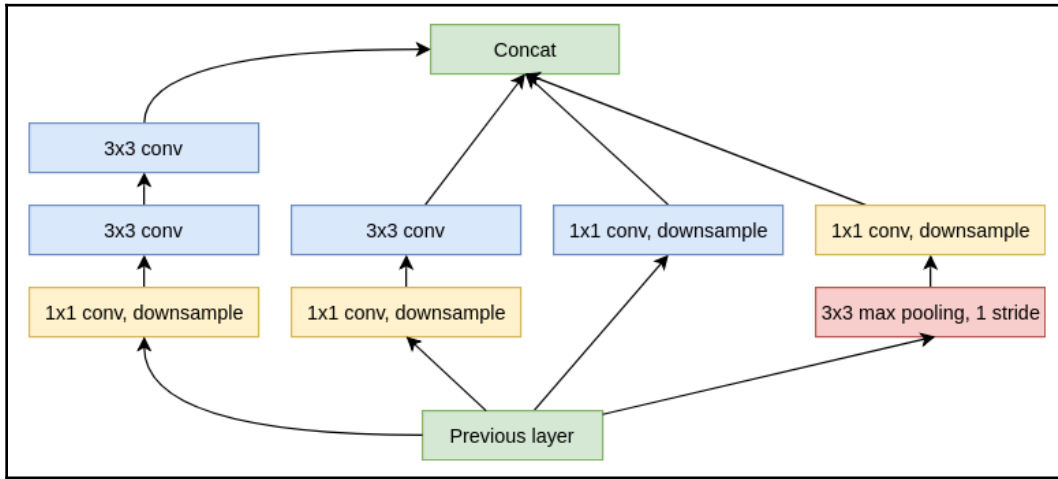 Concat
3x3 conv
3x3 conv
3x3 conv
1x1 conv, downsample
1x1 conv, downsample
1x1 conv, downsample
1x1 conv, downsample
3x3 max pooling, 1 stride
Previous layer